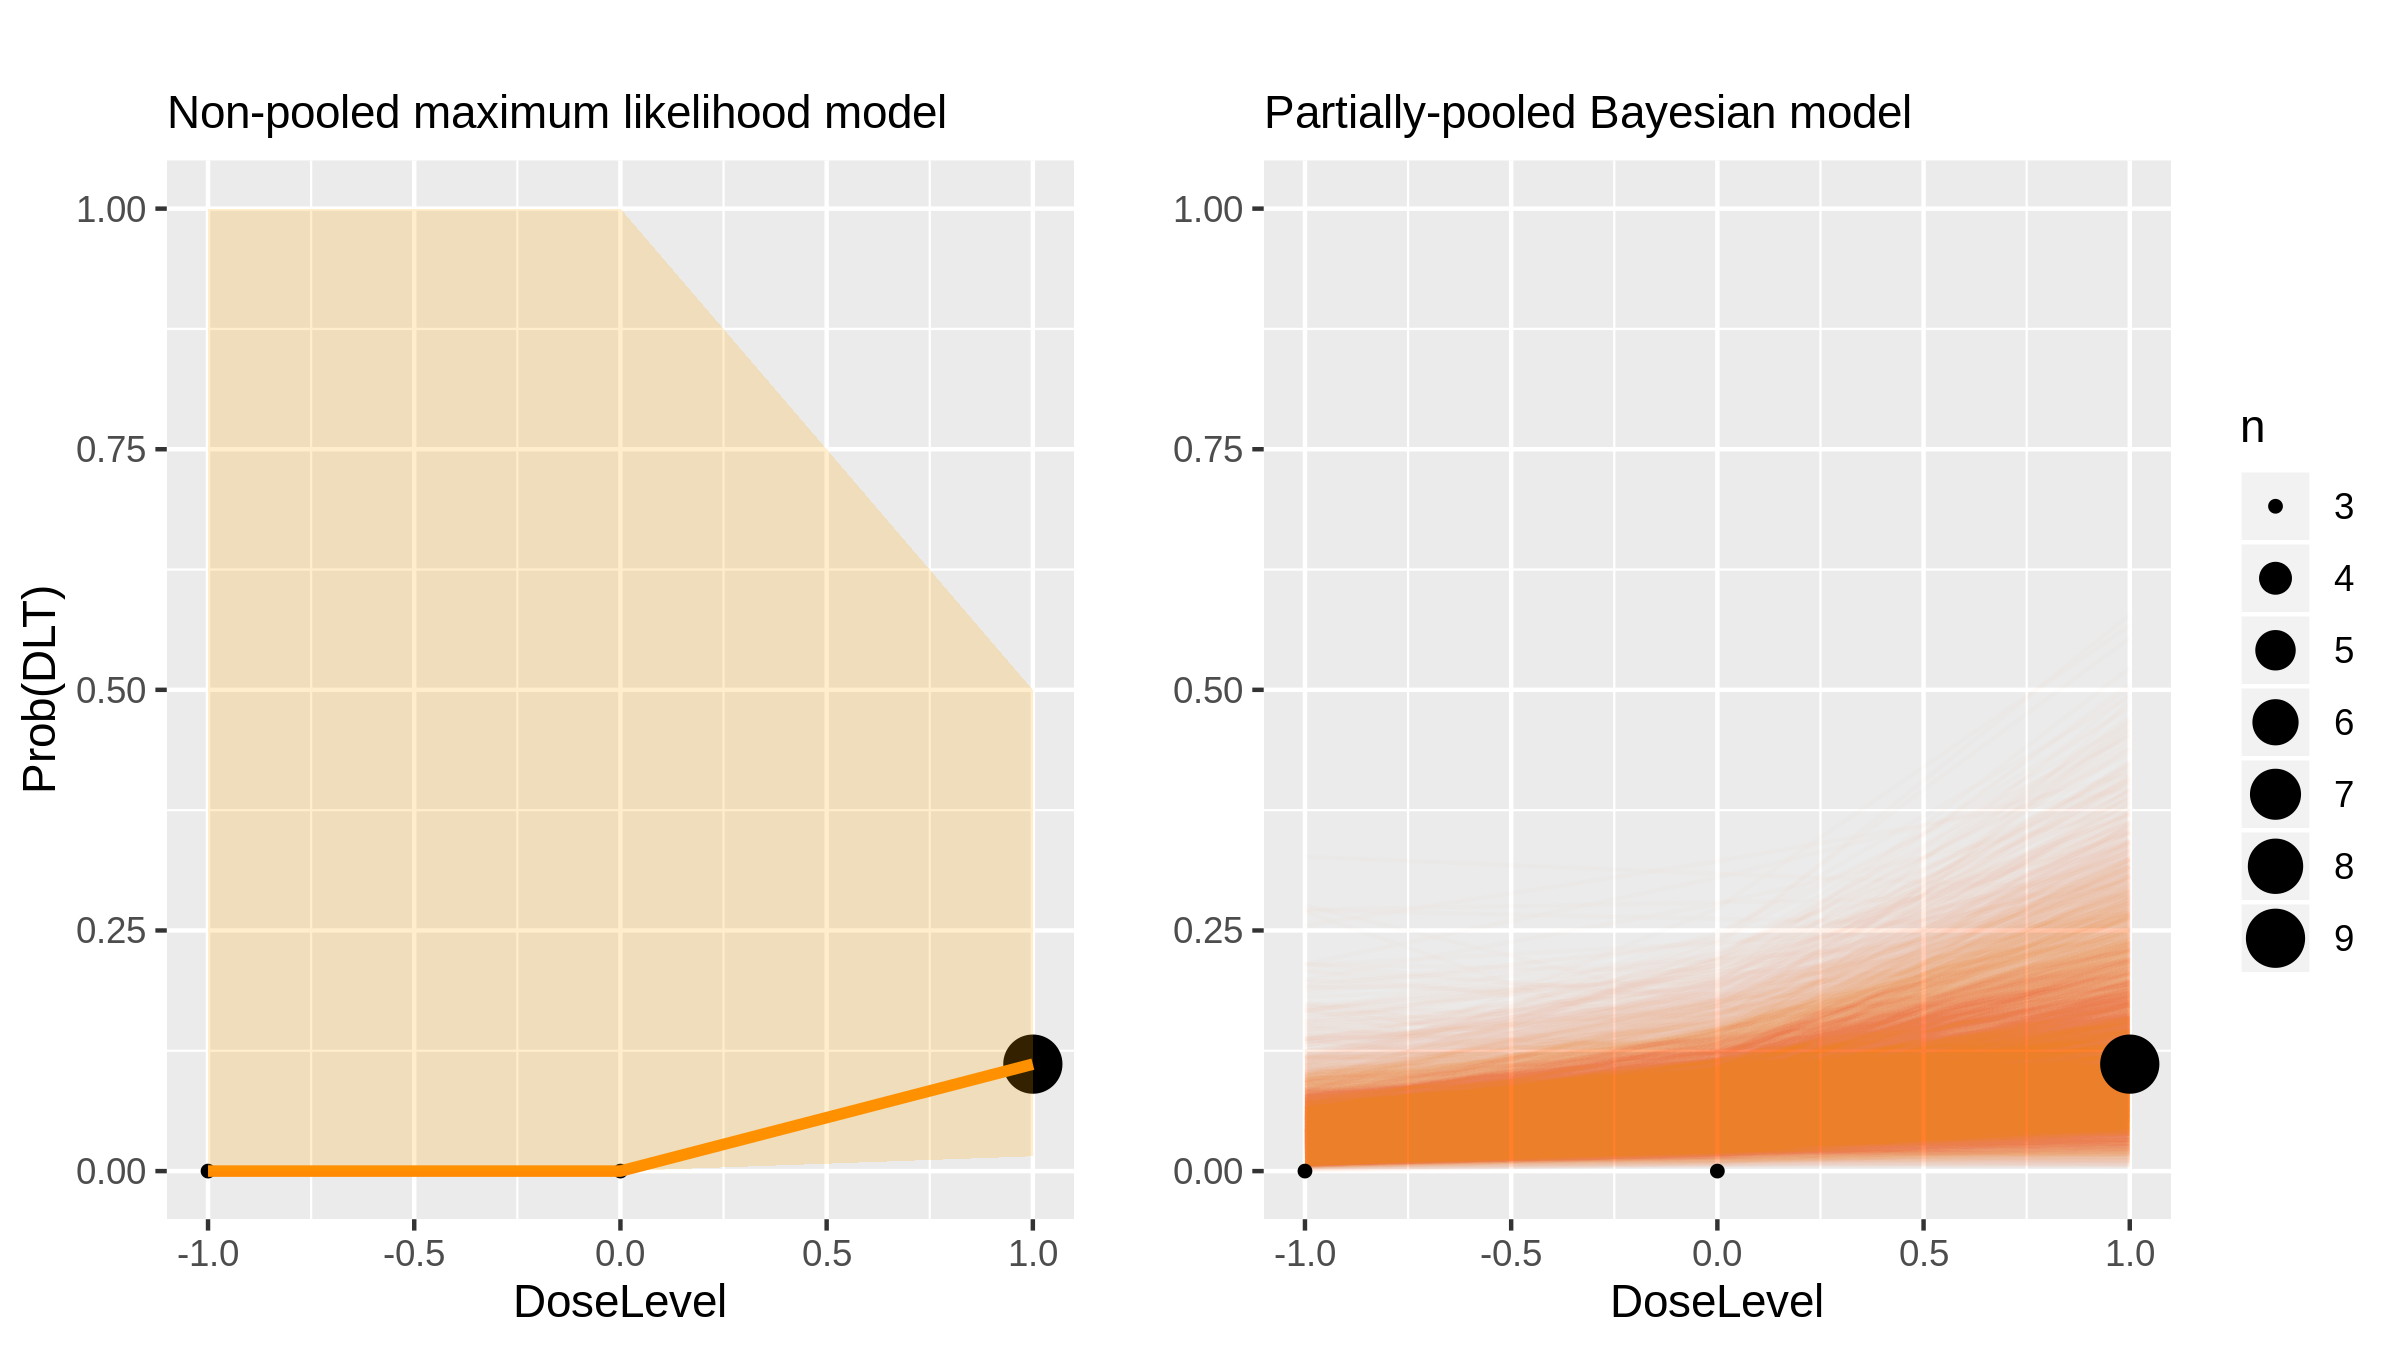 Non-pooled maximum likelihood model
Prob(DLT)
1.00
0.75
0.50
0.25
0.00
-1.0 -0.5 0.0 0.5 1.0
DoseLevel
Partially-pooled Bayesian model
1.00
0.75
0.50
0.25
0.00
-1.0 -0.5 0.0 0.5 1.0
DoseLevel
n
3
4
5
6
7
8
9